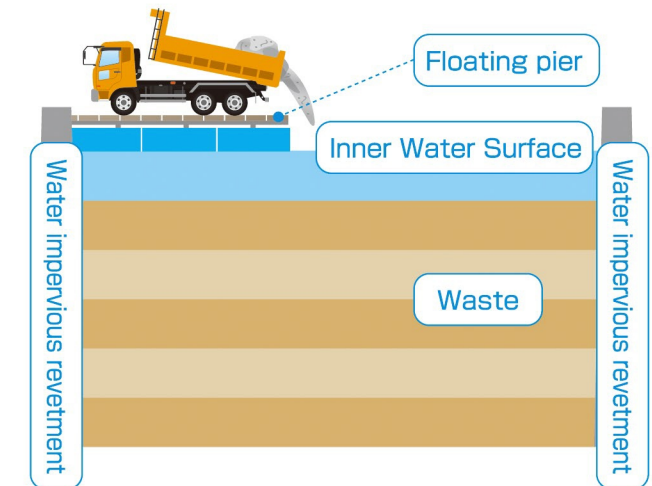 Floating pier
Inner Water Surface
Water impervious revetment
Water impervious revetment
Waste